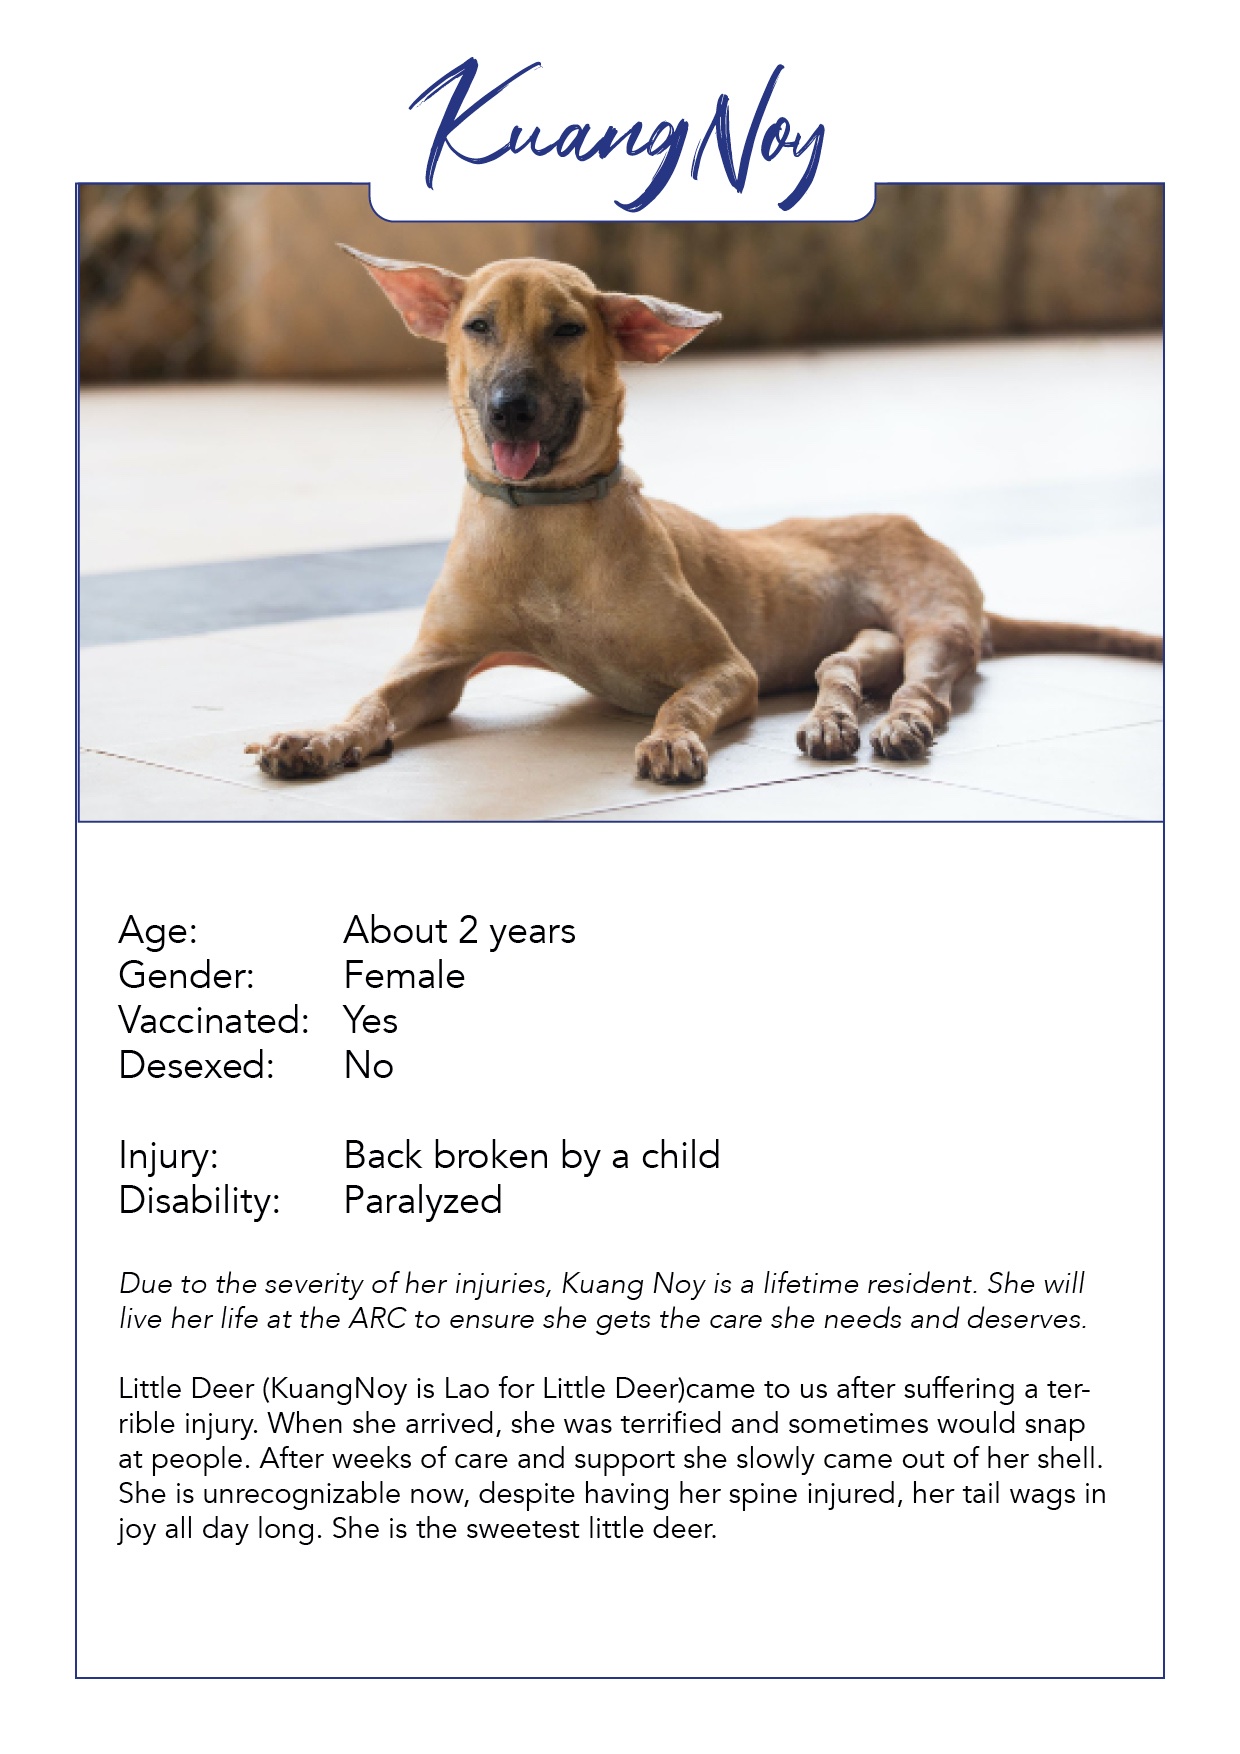 KuangNoy
Age: About 2 years
Gender: Female
Vaccinated: Yes
Desexed: No
Injury: Back broken by a child
Disability: Paralyzed
Due to the severity of her injuries, Kuang Noy is a lifetime resident. She will
live her life at the ARC to ensure she gets the care she needs and deserves.
Little Deer (KuangNoy is Lao for Little Deer)came to us after suffering a ter-
rible injury. When she arrived, she was terrified and sometimes would snap
at people. After weeks of care and support she slowly came out of her shell.
She is unrecognizable now, despite having her spine injured, her tail wags in
joy all day long. She is the sweetest little deer.